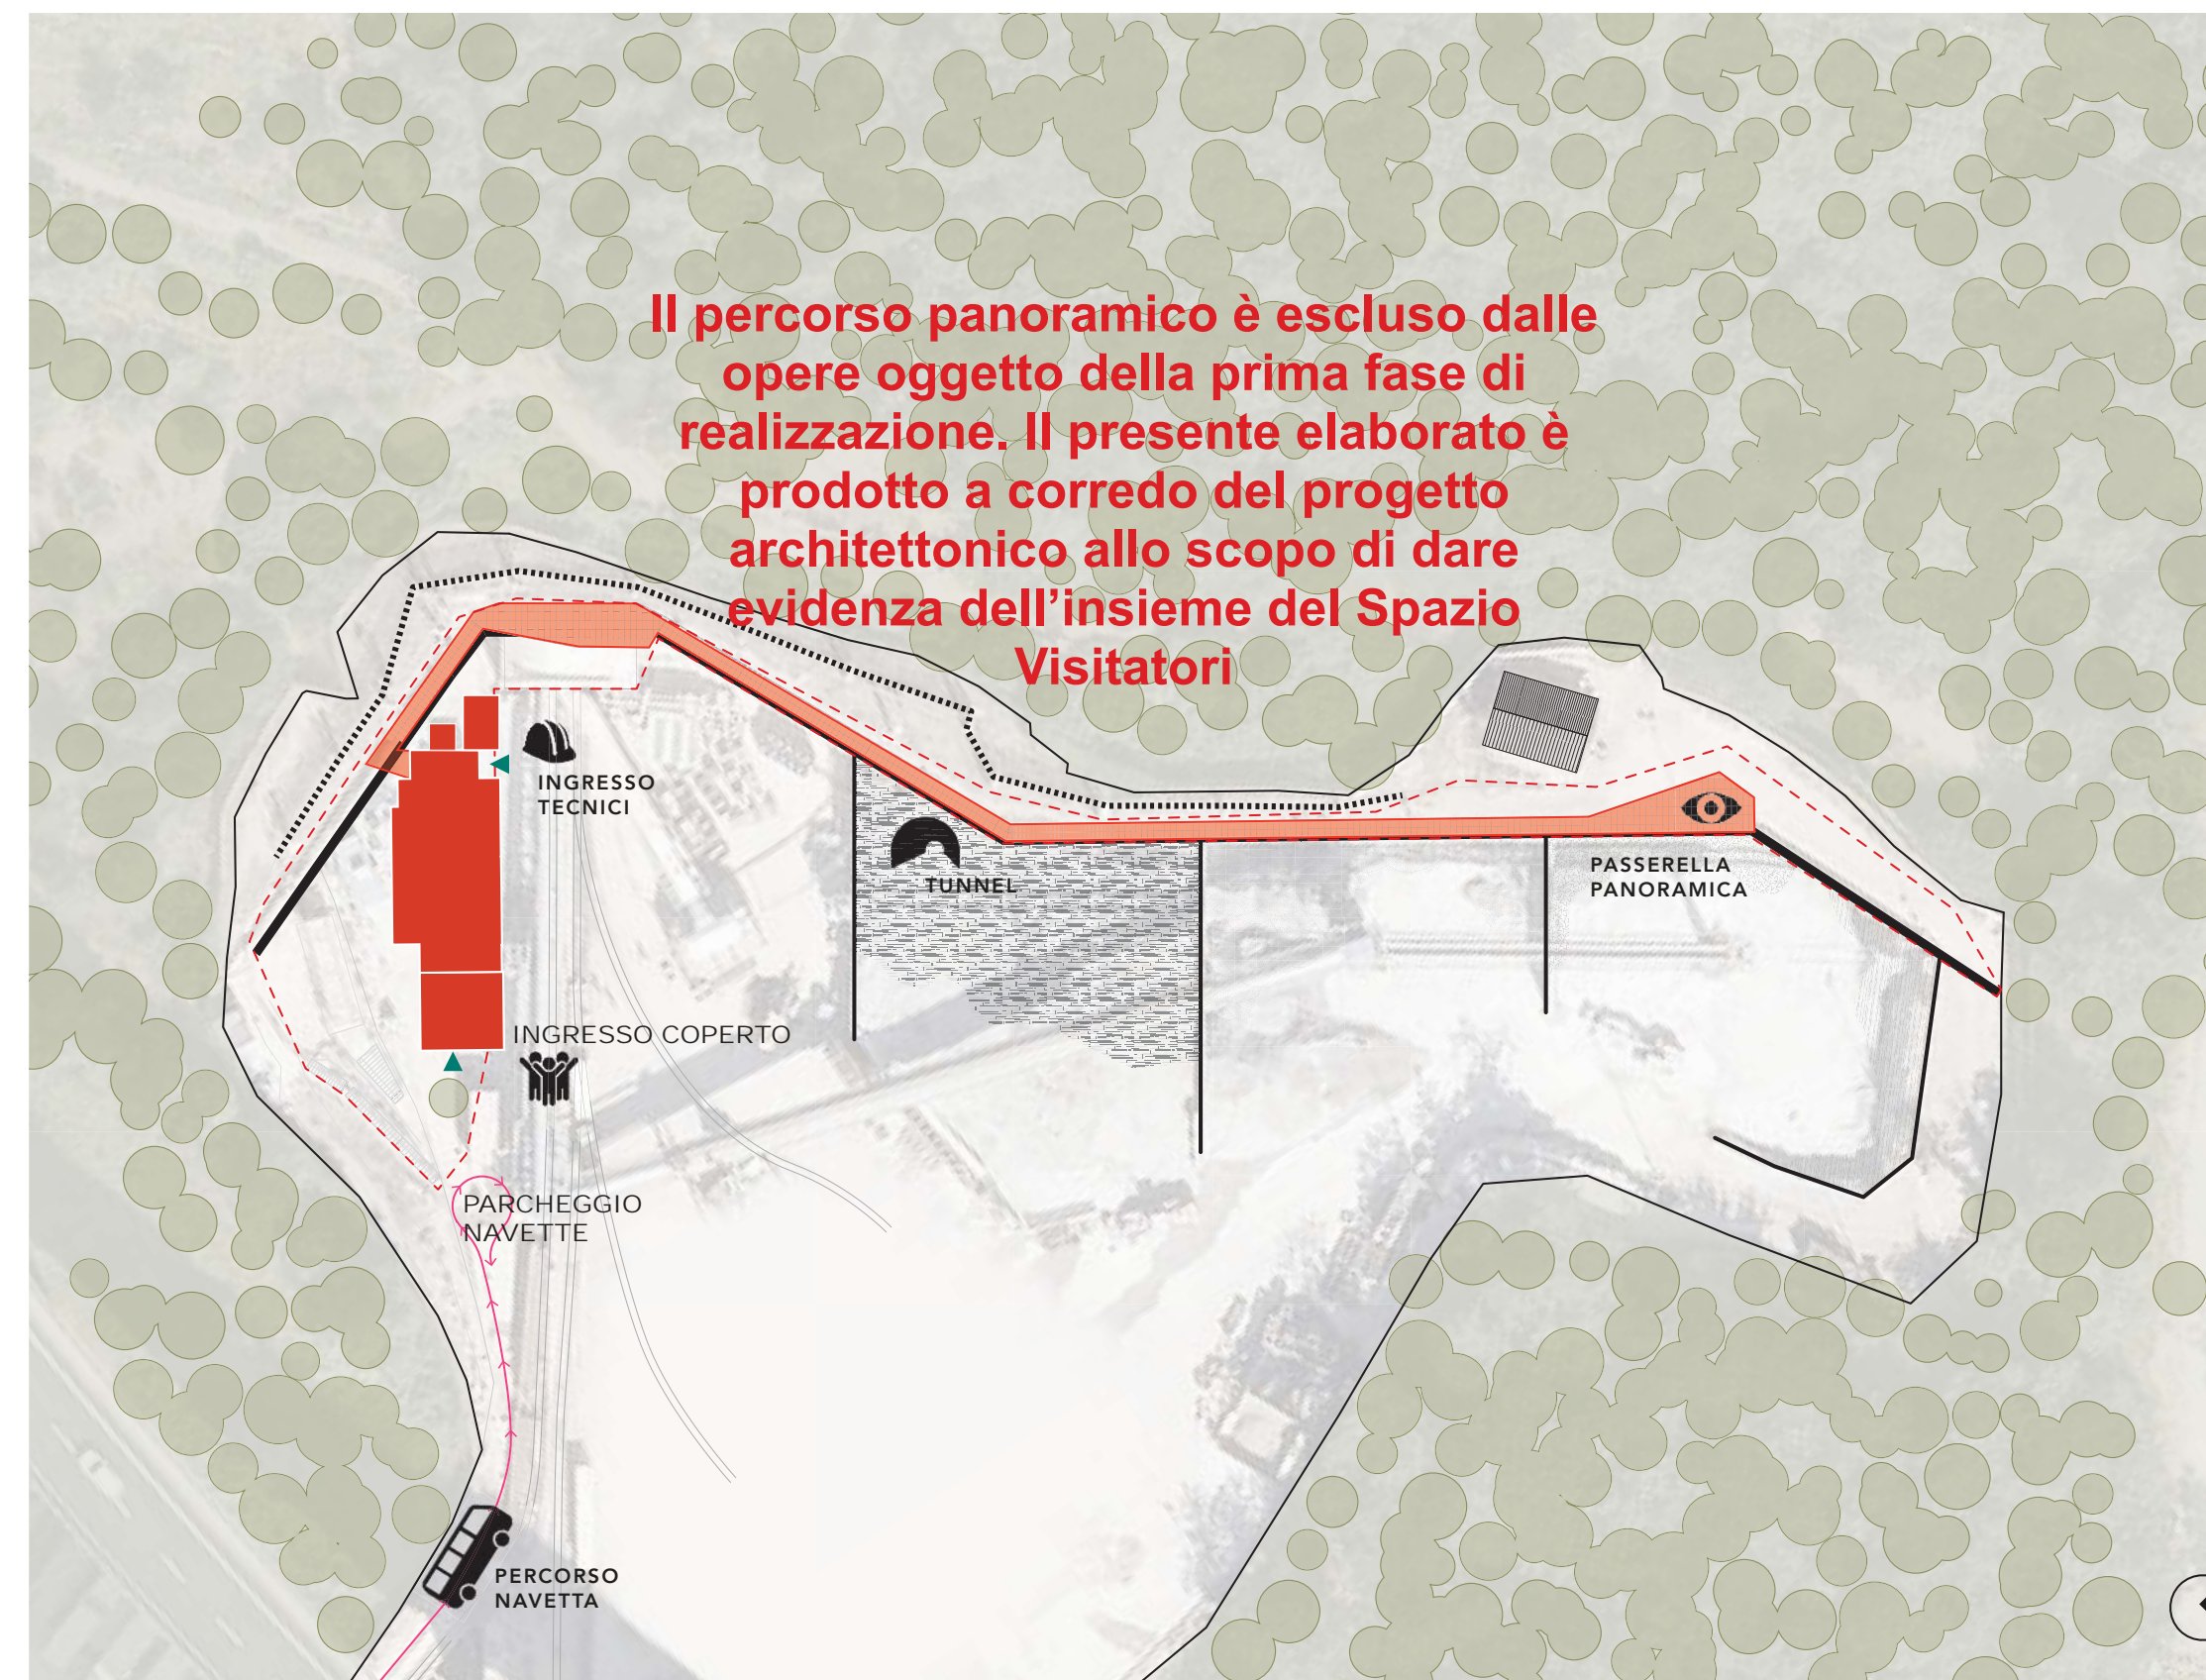 Il percorso panoramico è escluso dalle
opere oggetto della prima fase di
realizzazione. Il presente elaborato è
prodotto a corredo del progetto
architettonico allo scopo di dare
evidenza dell’insieme del Spazio
Visitatori
INGRESSO
TECNICI
TUNNEL
PASSERELLA
PANORAMICA
INGRESSO COPERTO
PARCHEGGIO
NAVETTE
PERCORSO
NAVETTA